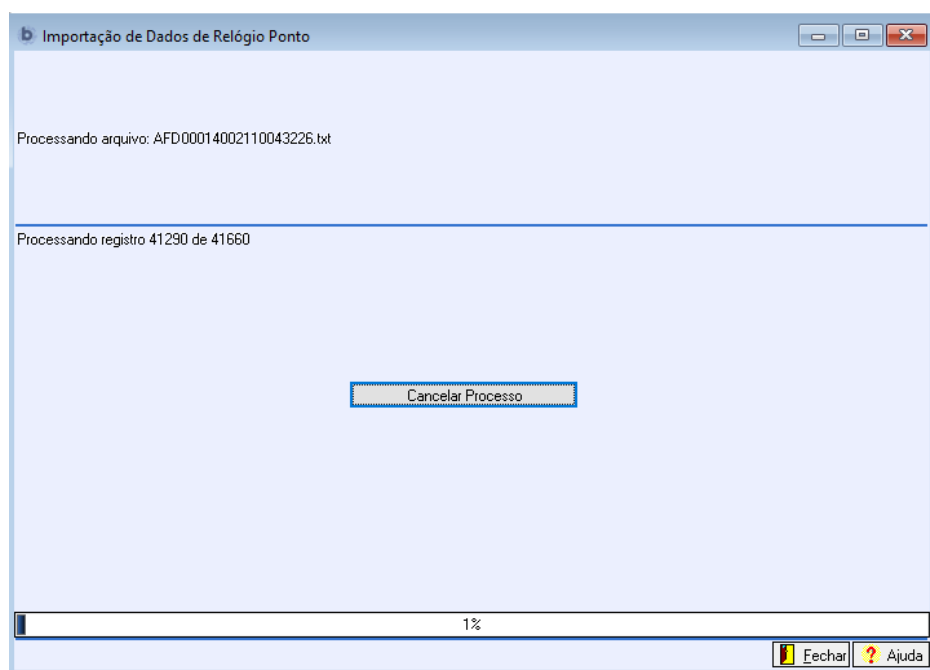 Importação de Dados de Relógio Ponto
Processando arquivo: AFD00014002110043226.txt
Processando registro 41290 de 41660
Cancelar Processo
1%
Fechar
? Ajuda